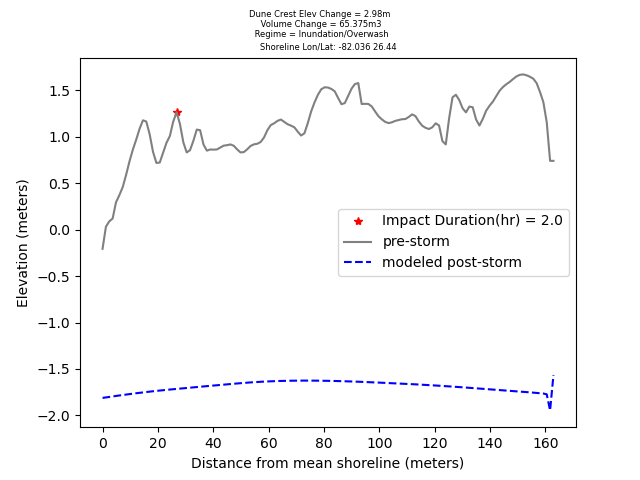 Dune Crest Elev Change = 2.98m
Volume Change = 65.375m3
Regime = Inundation/Overwash
Shoreline Lon/Lat: -82.036 26.44
1.5
1.0
0.5
0.0
−0.5
−1.0
−1.5
−2.0
Elevation (meters)
Impact Duration(hr) = 2.0
pre-storm
modeled post-storm
0 20 40 60 80 100 120 140 160
Distance from mean shoreline (meters)